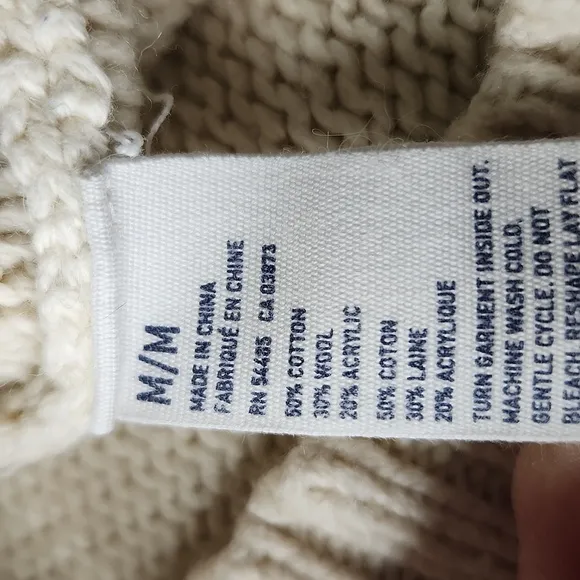 M/M
MADE IN CHINA
FABRIQUÉ EN CHINE
RN 54485 CA 03873
50% COTTON
30% WOOL
20% ACRYLIC
50% COTON
30% LAINE
20% ACRYLIQUE
TURN GARMENT INSIDE OUT.
MACHINE WASH COLD,
GENTLE CYCLE. DO NOT
BLEACH. RESHAPE LAY FLAT